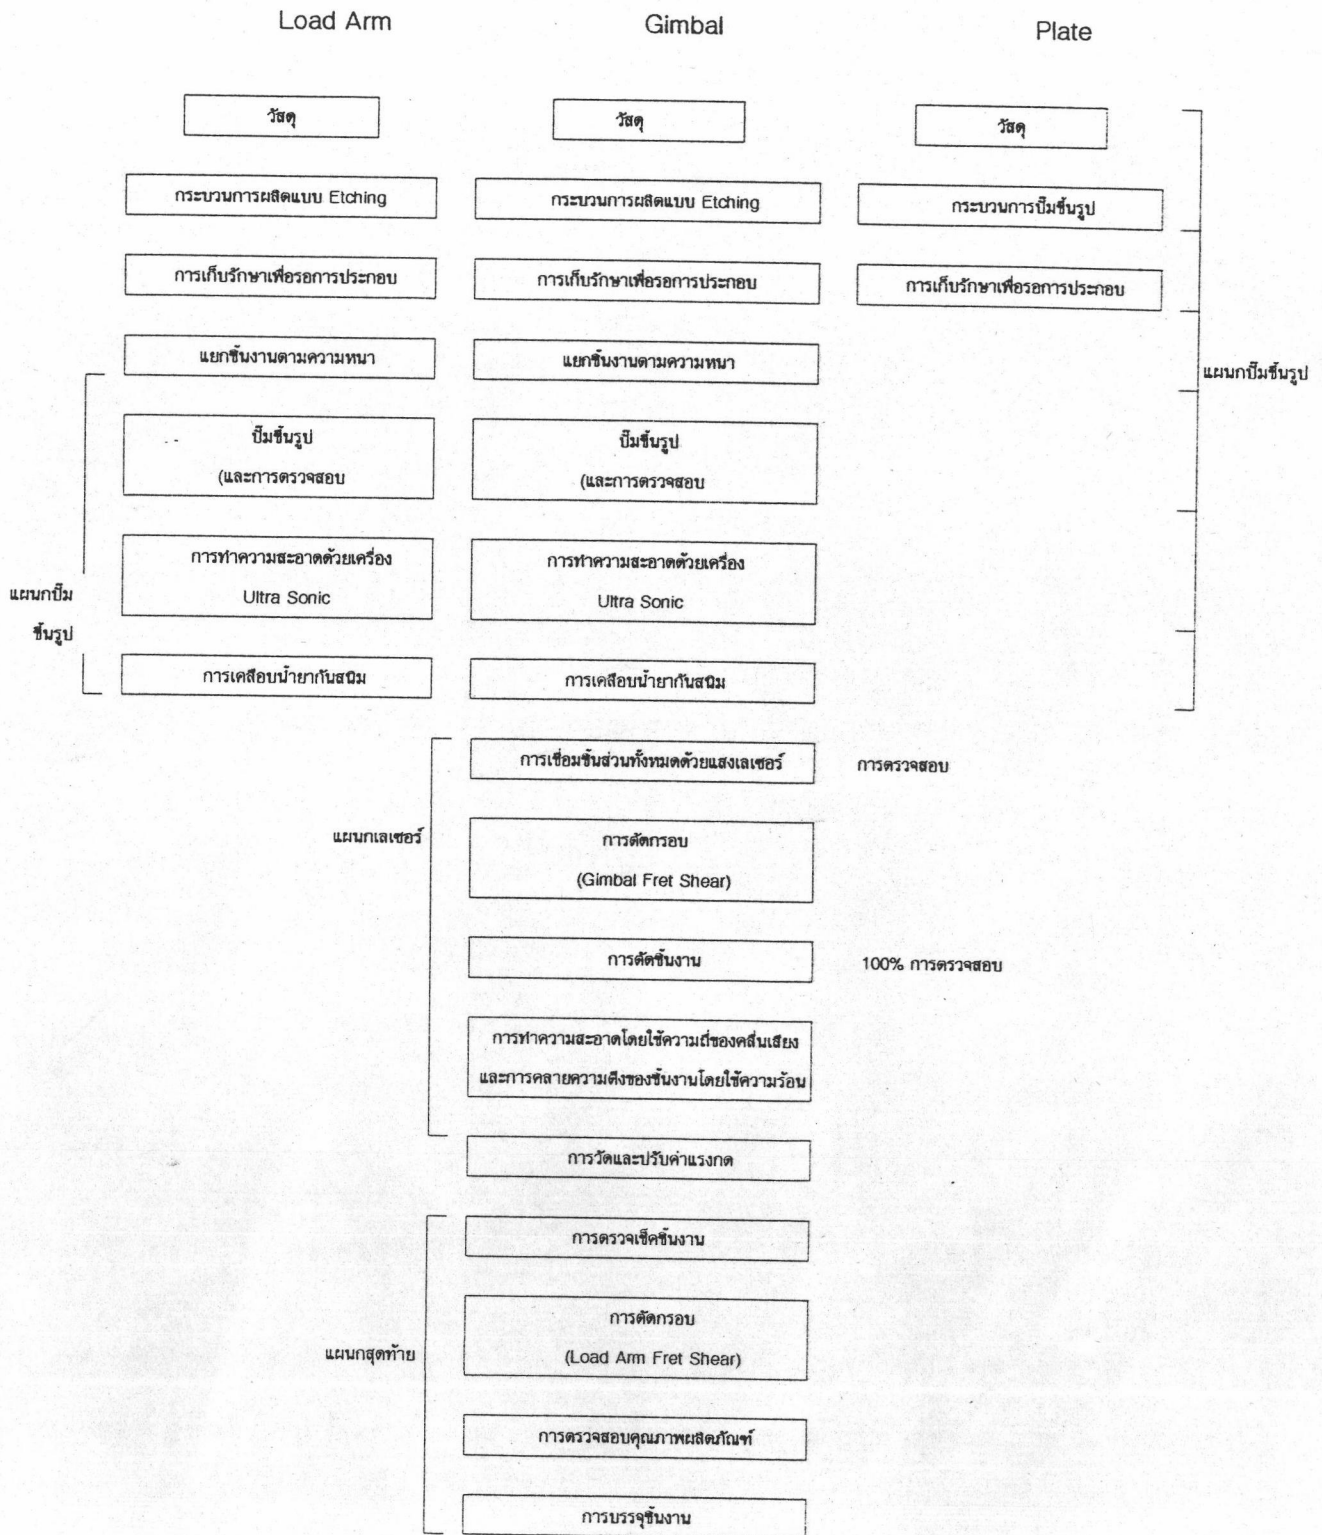 Load Arm
Gimbal
Plate
วัสดุ
วัสดุ
วัสดุ
กระบวนการผลิตแบบ Etching
กระบวนการผลิตแบบ Etching
กระบวนการปั๊มขึ้นรูป
การเก็บรักษาเพื่อรอการประกอบ
การเก็บรักษาเพื่อรอการประกอบ
การเก็บรักษาเพื่อรอการประกอบ
แยกชิ้นงานตามความหนา
แยกชิ้นงานตามความหนา
แผนกปั๊มขึ้นรูป
ปั๊มขึ้นรูป
(และการตรวจสอบ
ปั๊มขึ้นรูป
(และการตรวจสอบ
การทำความสะอาดด้วยเครื่อง
Ultra Sonic
การทำความสะอาดด้วยเครื่อง
Ultra Sonic
แผนกปั๊ม
ขึ้นรูป
การเคลือบน้ำยากันสนิม
การเคลือบน้ำยากันสนิม
การเชื่อมชิ้นส่วนทั้งหมดด้วยแสงเลเซอร์
การตรวจสอบ
แผนกเลเซอร์
การตัดกรอบ
(Gimbal Fret Shear)
การดัดชิ้นงาน
100% การตรวจสอบ
การทำความสะอาดโดยใช้ความถี่ของคลื่นเสียง
และการคลายความตึงของชิ้นงานโดยใช้ความร้อน
การวัดและปรับค่าแรงกด
การตรวจเช็คชิ้นงาน
แผนกสุดท้าย
การตัดกรอบ
(Load Arm Fret Shear)
การตรวจสอบคุณภาพผลิตภัณฑ์
การบรรจุชิ้นงาน